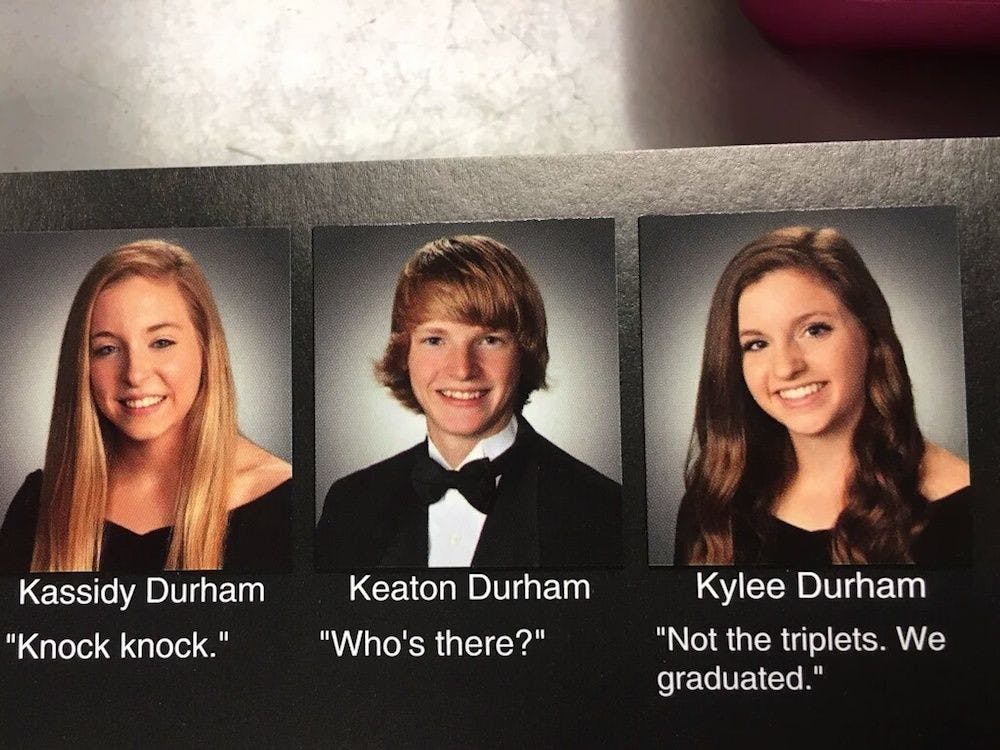 Kassidy Durham
"Knock knock."
Keaton Durham
"Who's there?"
Kylee Durham
"Not the triplets. We
graduated."